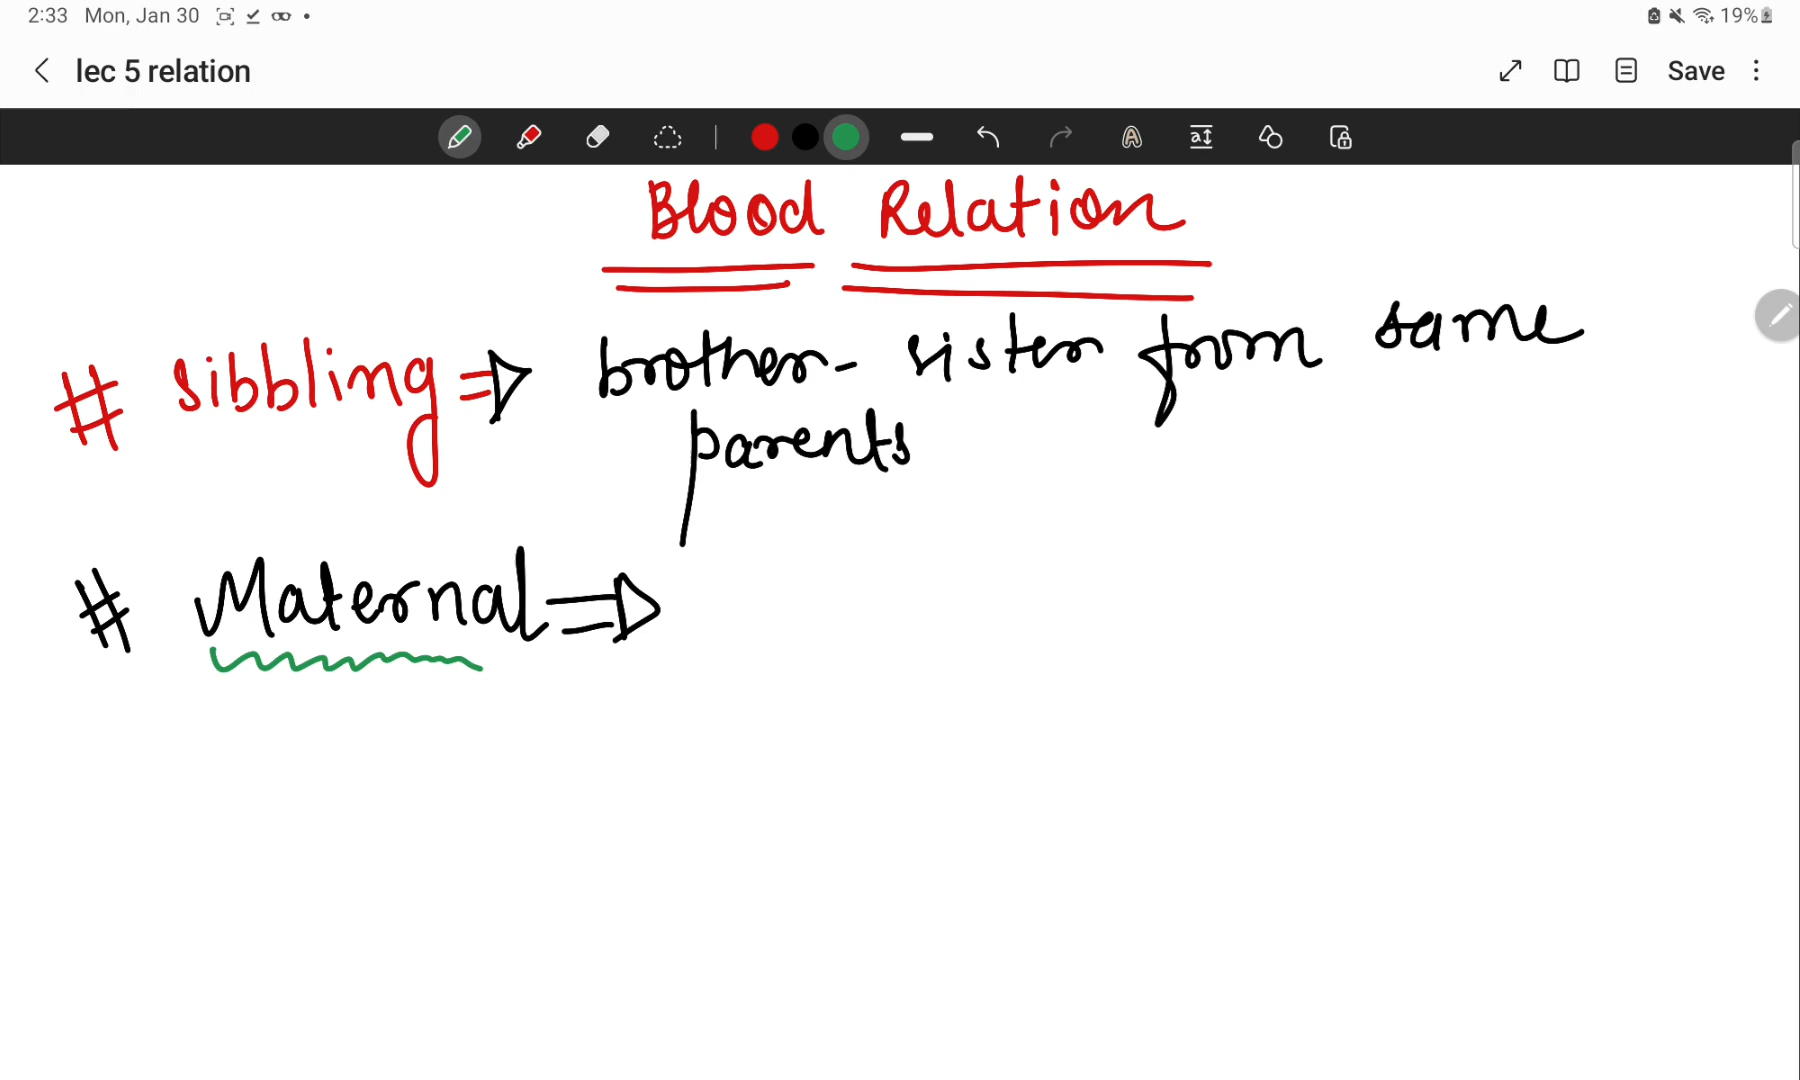 2:33 Mon, Jan 30 19%
lec 5 relation Save
Blood Relation
# sibbling ⇒ brother - sister from same
parents
# Maternal ⇒